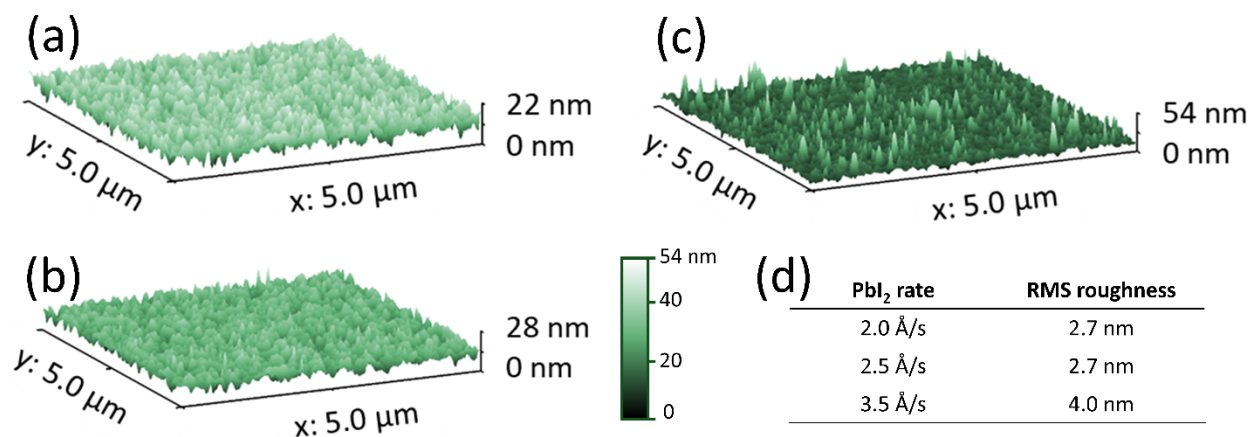 (a)
22 nm
0 nm
y: 5.0 μm
x: 5.0 μm
(b)
28 nm
0 nm
y: 5.0 μm
x: 5.0 μm
(c)
54 nm
0 nm
y: 5.0 μm
x: 5.0 μm
54 nm
40
20
0
(d)
PbI₂ rate RMS roughness
2.0 Å/s 2.7 nm
2.5 Å/s 2.7 nm
3.5 Å/s 4.0 nm